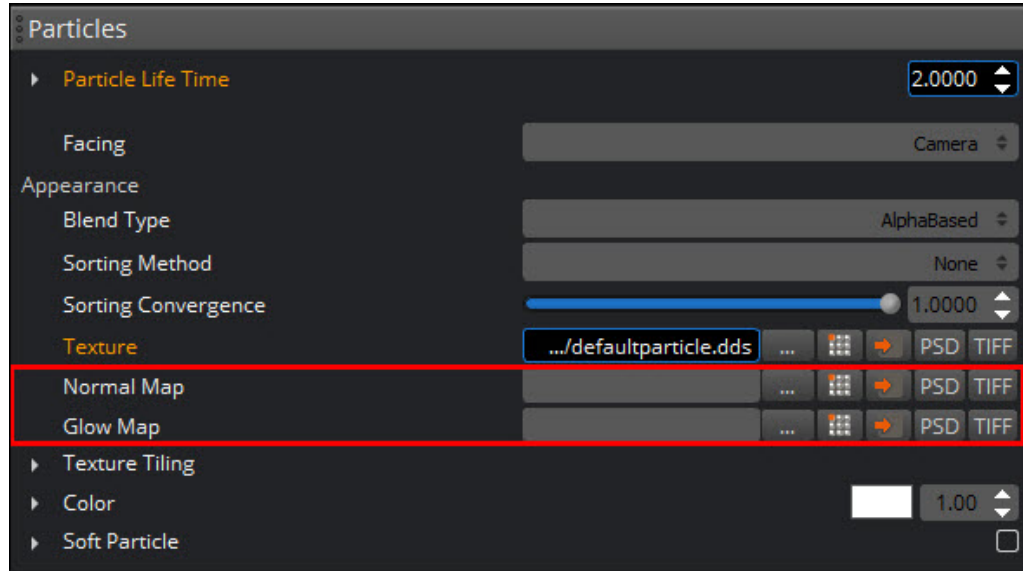 Particles
Particle Life Time 2.0000
Facing Camera
Appearance
Blend Type AlphaBased
Sorting Method None
Sorting Convergence 1.0000
Texture .../defaultparticle.dds ... PSD TIFF
Normal Map ... PSD TIFF
Glow Map ... PSD TIFF
Texture Tiling
Color 1.00
Soft Particle